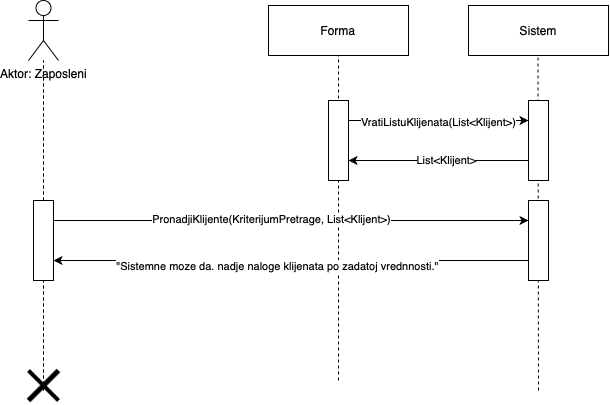 Forma
Sistem
Aktor: Zaposleni
VratiListuKlijenata(List<Klijent>)
List<Klijent>
PronadjiKlijente(KriterijumPretrage, List<Klijent>)
"Sistemne moze da. nadje naloge klijenata po zadatoj vrednnosti."